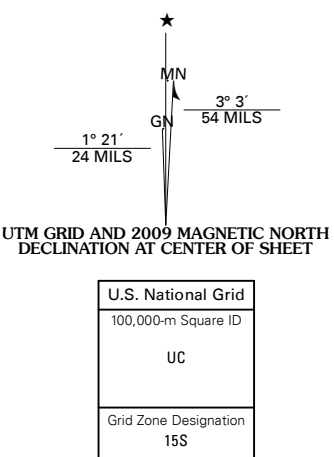 ★
MN
GN
3° 3´
54 MILS
1° 21´
24 MILS
UTM GRID AND 2009 MAGNETIC NORTH
DECLINATION AT CENTER OF SHEET
U.S. National Grid
100,000-m Square ID
UC
Grid Zone Designation
15S